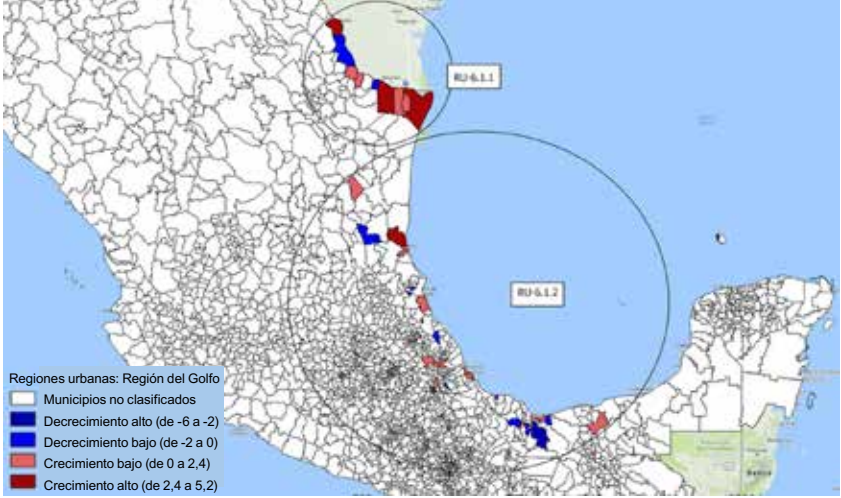 RU-6.1.1
RU-6.1.2
Regiones urbanas: Región del Golfo
Municipios no clasificados
Decrecimiento alto (de -6 a -2)
Decrecimiento bajo (de -2 a 0)
Crecimiento bajo (de 0 a 2,4)
Crecimiento alto (de 2,4 a 5,2)